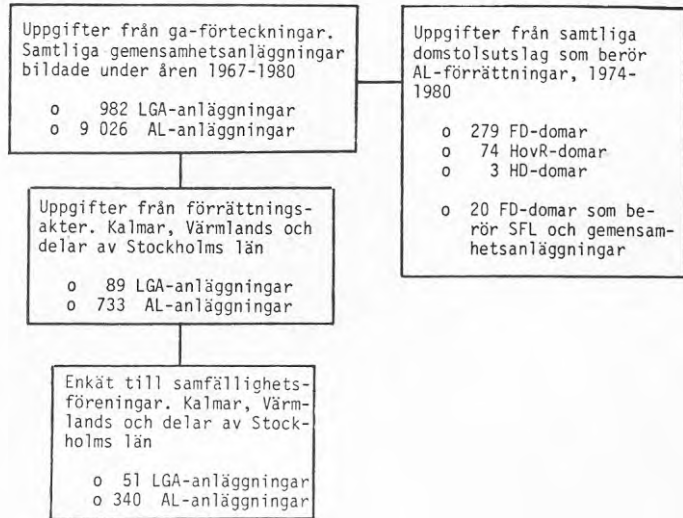 Uppgifter från ga-förteckningar.
Samtliga gemensamhetsanläggningar
bildade under åren 1967-1980
o 982 LGA-anläggningar
o 9 026 AL-anläggningar
Uppgifter från samtliga
domstolsutslag som berör
AL-förrättningar, 1974-
1980
o 279 FD-domar
o 74 HovR-domar
o 3 HD-domar
o 20 FD-domar som be-
rör SFL och gemensam-
hetsanläggningar
Uppgifter från förrättnings-
akter. Kalmar, Värmlands och
delar av Stockholms län
o 89 LGA-anläggningar
o 733 AL-anläggningar
Enkät till samfällighets-
föreningar. Kalmar, Värm-
lands och delar av Stock-
holms län
o 51 LGA-anläggningar
o 340 AL-anläggningar